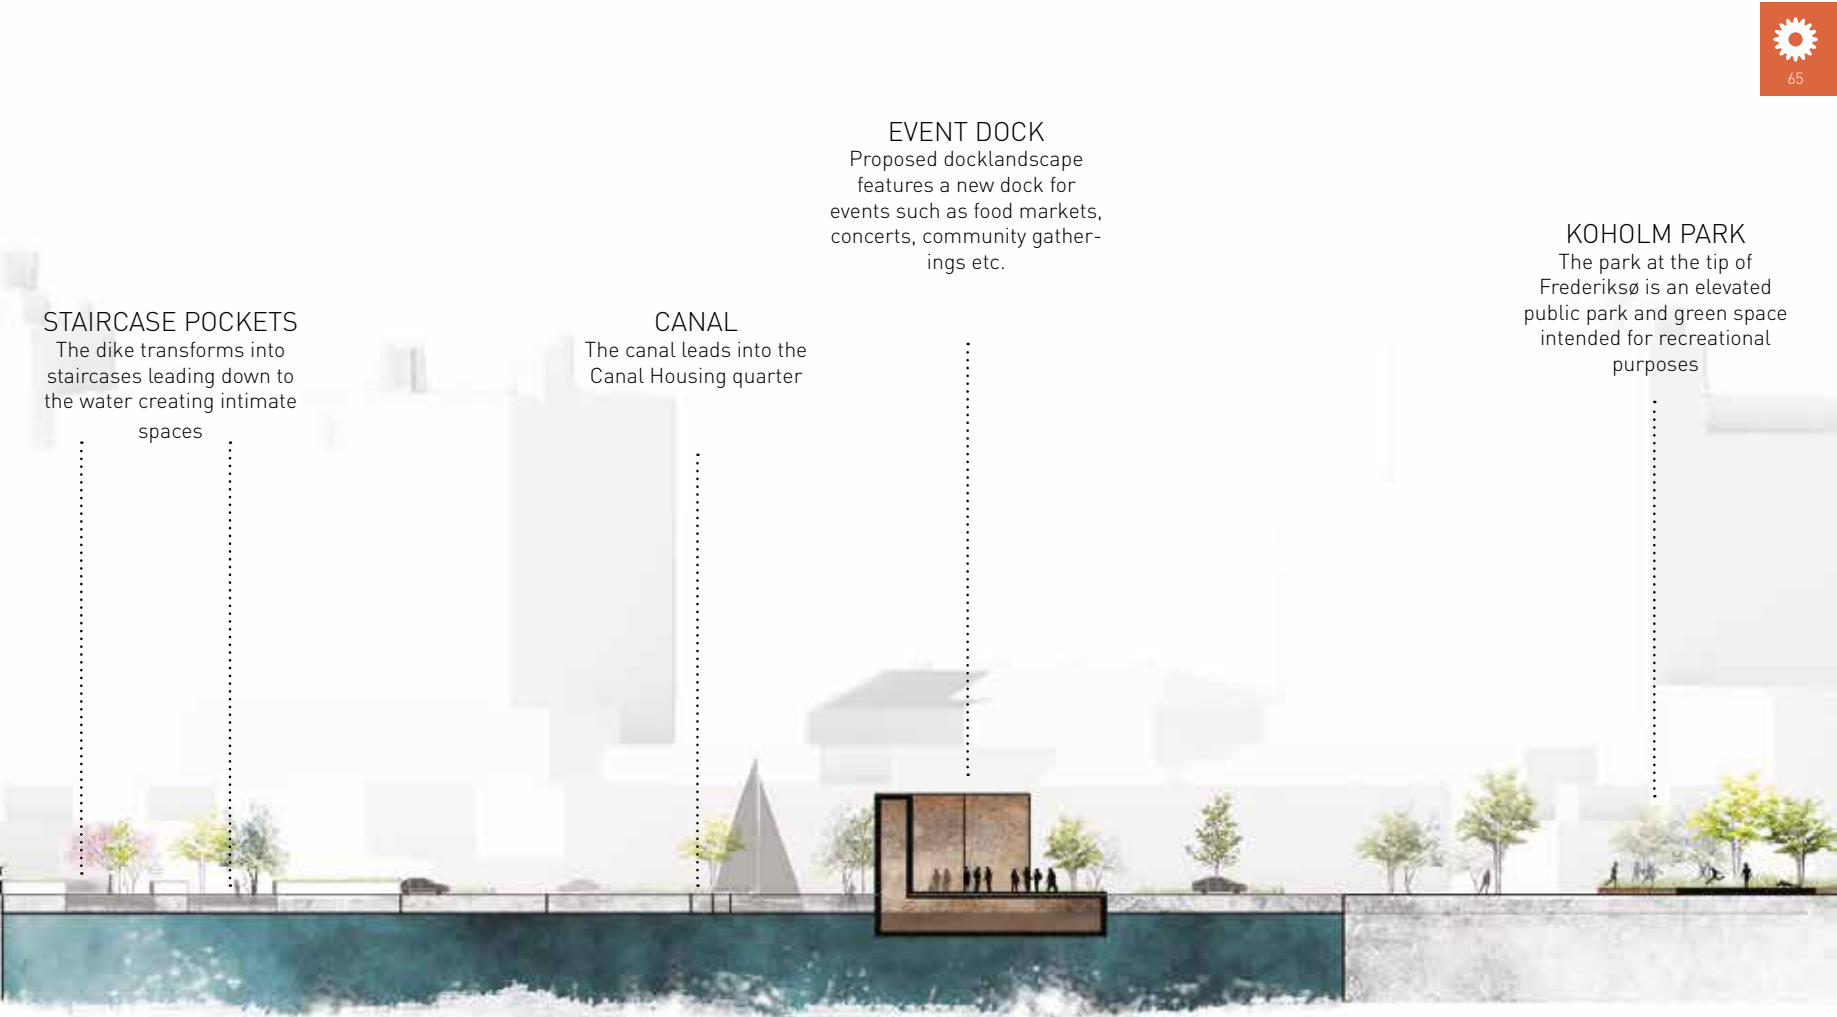 65
EVENT DOCK
Proposed docklandscape
features a new dock for
events such as food markets,
concerts, community gather-
ings etc.
KOHOLM PARK
The park at the tip of
Frederiksø is an elevated
public park and green space
intended for recreational
purposes
STAIRCASE POCKETS
The dike transforms into
staircases leading down to
the water creating intimate
spaces
CANAL
The canal leads into the
Canal Housing quarter